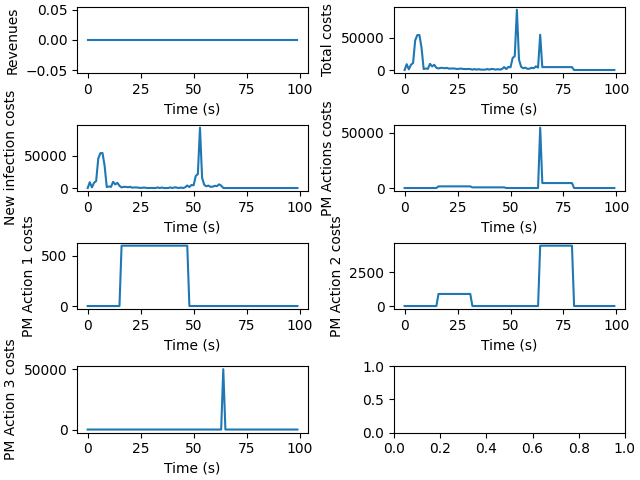 Revenues
0.05
0.00
−0.05
0 25 50 75 100
Time (s)
Total costs
50000
0
0 25 50 75 100
Time (s)
New infection costs
50000
0
0 25 50 75 100
Time (s)
PM Actions costs
50000
0
0 25 50 75 100
Time (s)
PM Action 1 costs
500
0
0 25 50 75 100
Time (s)
PM Action 2 costs
2500
0
0 25 50 75 100
Time (s)
PM Action 3 costs
50000
0
0 25 50 75 100
Time (s)
1.0
0.5
0.0
0.0 0.2 0.4 0.6 0.8 1.0